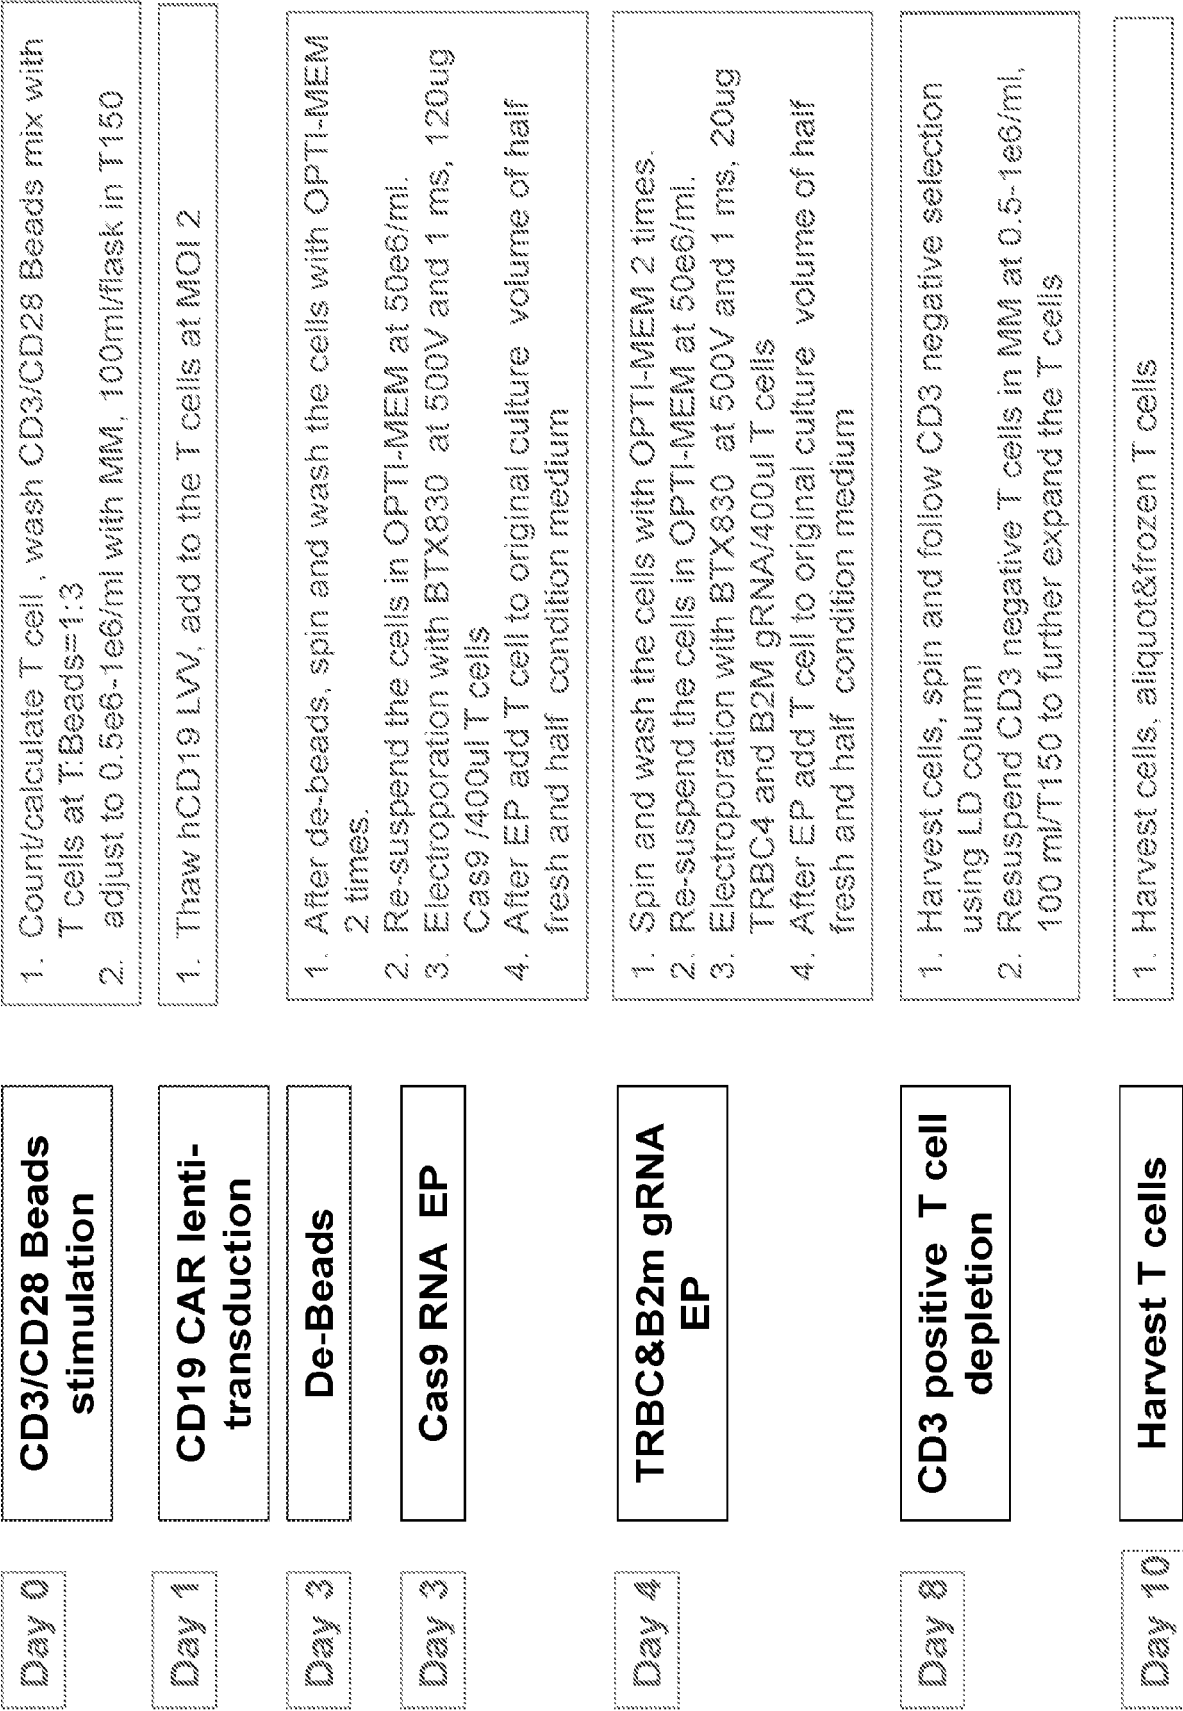 Day 0
CD3/CD28 Beads
stimulation
1. Count/calculate T cell , wash CD3/CD28 Beads mix with
T cells at T:Beads=1:3
2. adjust to 0.5e6-1e6/ml with MM, 100ml/flask in T150
Day 1
CD19 CAR lenti-
transduction
1. Thaw hCD19 LVV, add to the T cells at MOI 2
Day 3
De-Beads
Day 3
Cas9 RNA EP
1. After de-beads, spin and wash the cells with OPTI-MEM
2 times.
2. Re-suspend the cells in OPTI-MEM at 50e6/ml.
3. Electroporation with BTX830 at 500V and 1 ms, 120ug
Cas9 /400ul T cells
4. After EP add T cell to original culture volume of half
fresh and half condition medium
Day 4
TRBC&B2m gRNA
EP
1. Spin and wash the cells with OPTI-MEM 2 times.
2. Re-suspend the cells in OPTI-MEM at 50e6/ml.
3. Electroporation with BTX830 at 500V and 1 ms, 20ug
TRBC4 and B2M gRNA/400ul T cells
4. After EP add T cell to original culture volume of half
fresh and half condition medium
Day 8
CD3 positive T cell
depletion
1. Harvest cells, spin and follow CD3 negative selection
using LD column
2. Resuspend CD3 negative T cells in MM at 0.5-1e6/ml,
100 ml/T150 to further expand the T cells
Day 10
Harvest T cells
1. Harvest cells, aliquot&frozen T cells